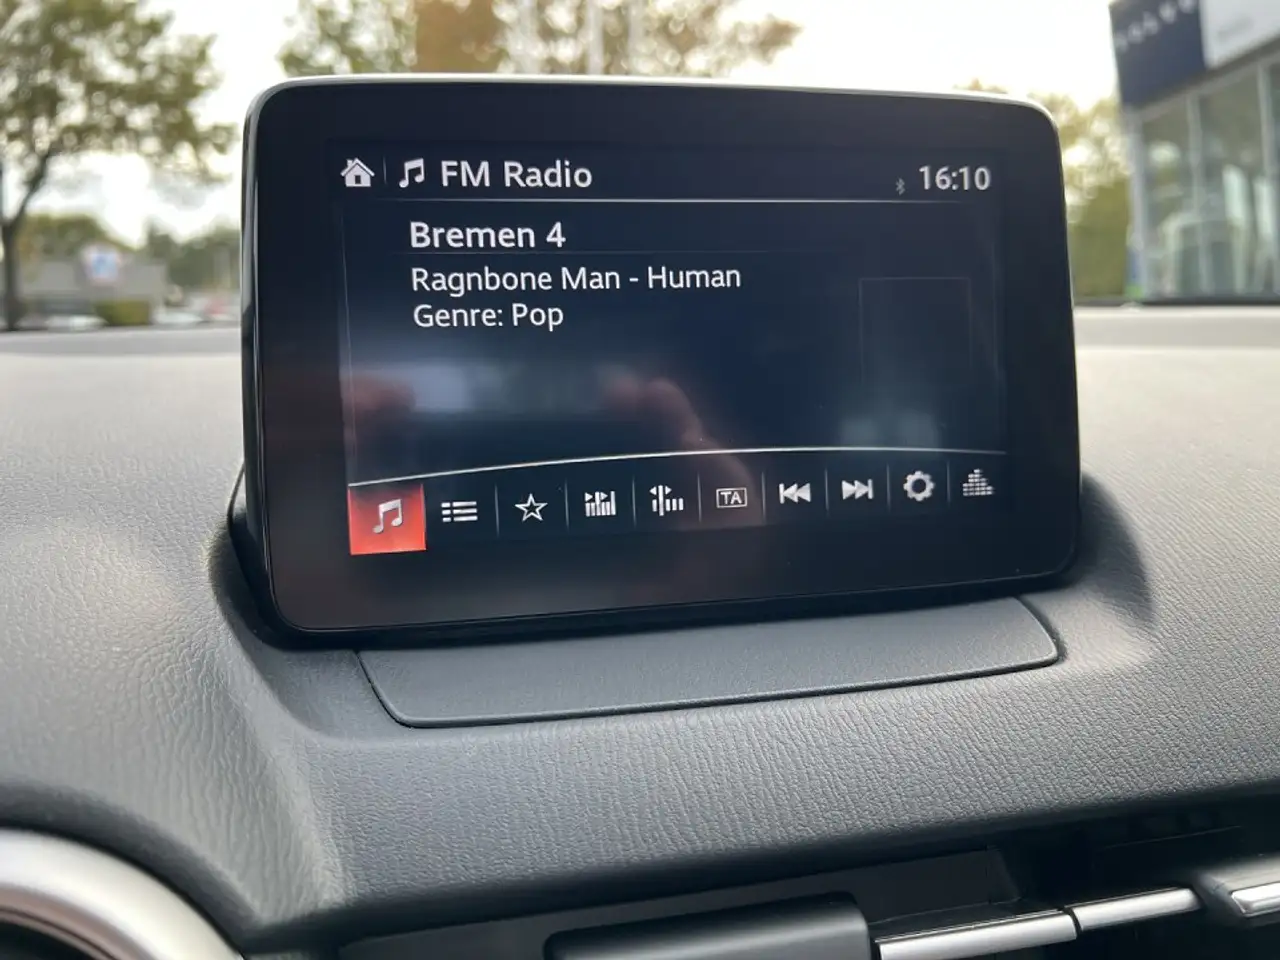 FM Radio
16:10
Bremen 4
Ragnbone Man - Human
Genre: Pop
TA